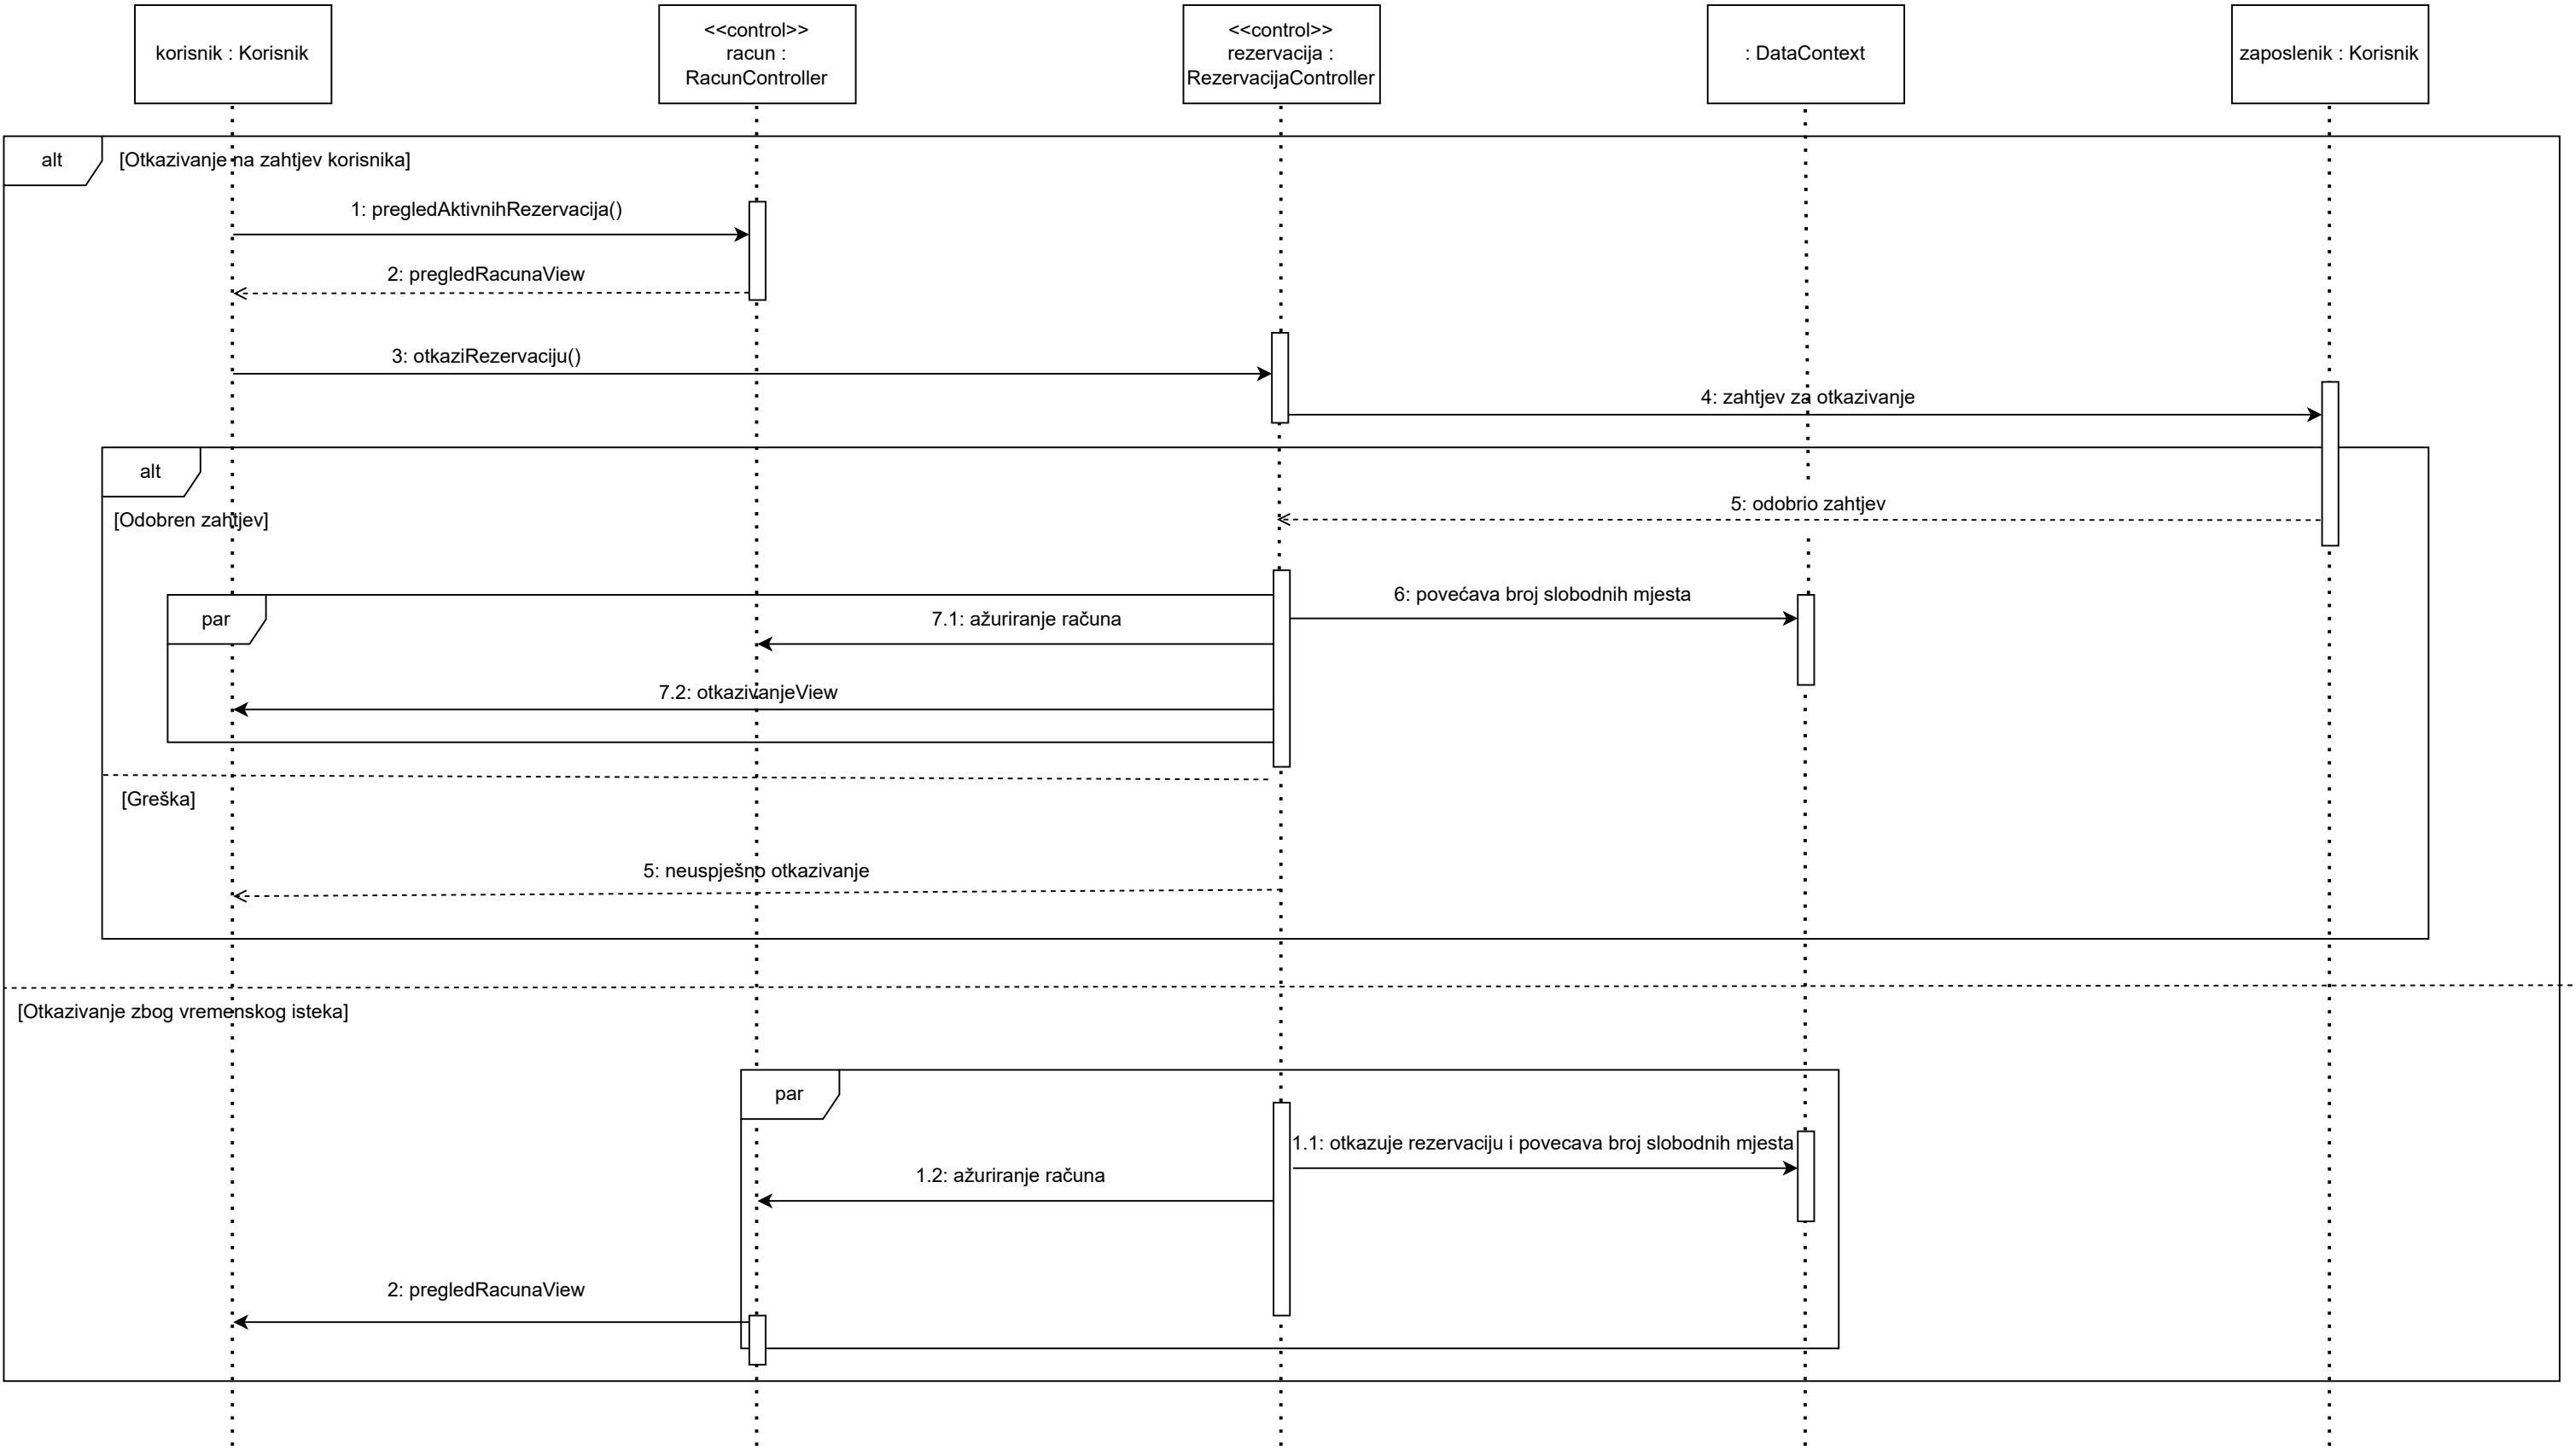 korisnik : Korisnik
<<control>>
racun :
RacunController
<<control>>
rezervacija :
RezervacijaController
: DataContext
zaposlenik : Korisnik
alt
[Otkazivanje na zahtjev korisnika]
1: pregledAktivnihRezervacija()
2: pregledRacunaView
3: otkaziRezervaciju()
4: zahtjev za otkazivanje
alt
[Odobren zahtjev]
5: odobrio zahtjev
par
6: povećava broj slobodnih mjesta
7.1: ažuriranje računa
7.2: otkazivanjeView
[Greška]
5: neuspješno otkazivanje
[Otkazivanje zbog vremenskog isteka]
par
1.1: otkazuje rezervaciju i povecava broj slobodnih mjesta
1.2: ažuriranje računa
2: pregledRacunaView